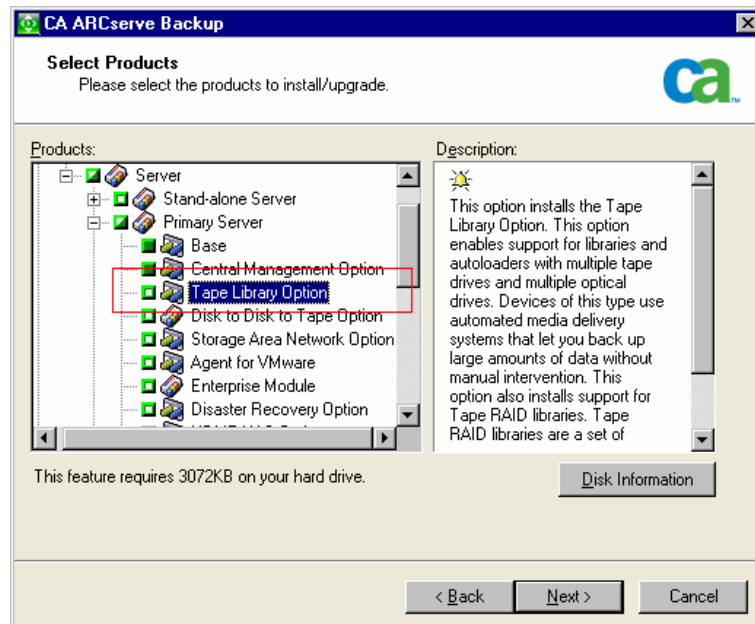 CA ARCserve Backup
Select Products
Please select the products to install/upgrade.
ca
TM
Products:
Server
Stand-alone Server
Primary Server
Base
Central Management Option
Tape Library Option
Disk to Disk to Tape Option
Storage Area Network Option
Agent for VMware
Enterprise Module
Disaster Recovery Option
Description:
This option installs the Tape
Library Option. This option
enables support for libraries and
autoloaders with multiple tape
drives and multiple optical
drives. Devices of this type use
automated media delivery
systems that let you back up
large amounts of data without
manual intervention. This
option also installs support for
Tape RAID libraries. Tape
RAID libraries are a set of
This feature requires 3072KB on your hard drive.
Disk Information
< Back
Next >
Cancel